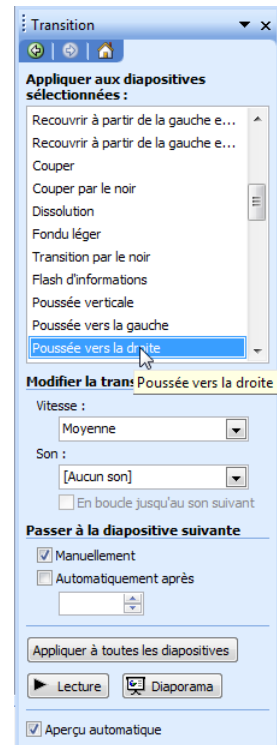 Transition
Appliquer aux diapositives
sélectionnées :
Recouvrir à partir de la gauche e...
Recouvrir à partir de la gauche e...
Couper
Couper par le noir
Dissolution
Fondu léger
Transition par le noir
Flash d'informations
Poussée verticale
Poussée vers la gauche
Poussée vers la droite
Modifier la trans
Poussée vers la droite
Vitesse :
Moyenne
Son :
[Aucun son]
En boucle jusqu'au son suivant
Passer à la diapositive suivante
Manuellement
Automatiquement après
Appliquer à toutes les diapositives
Lecture
Diaporama
Aperçu automatique